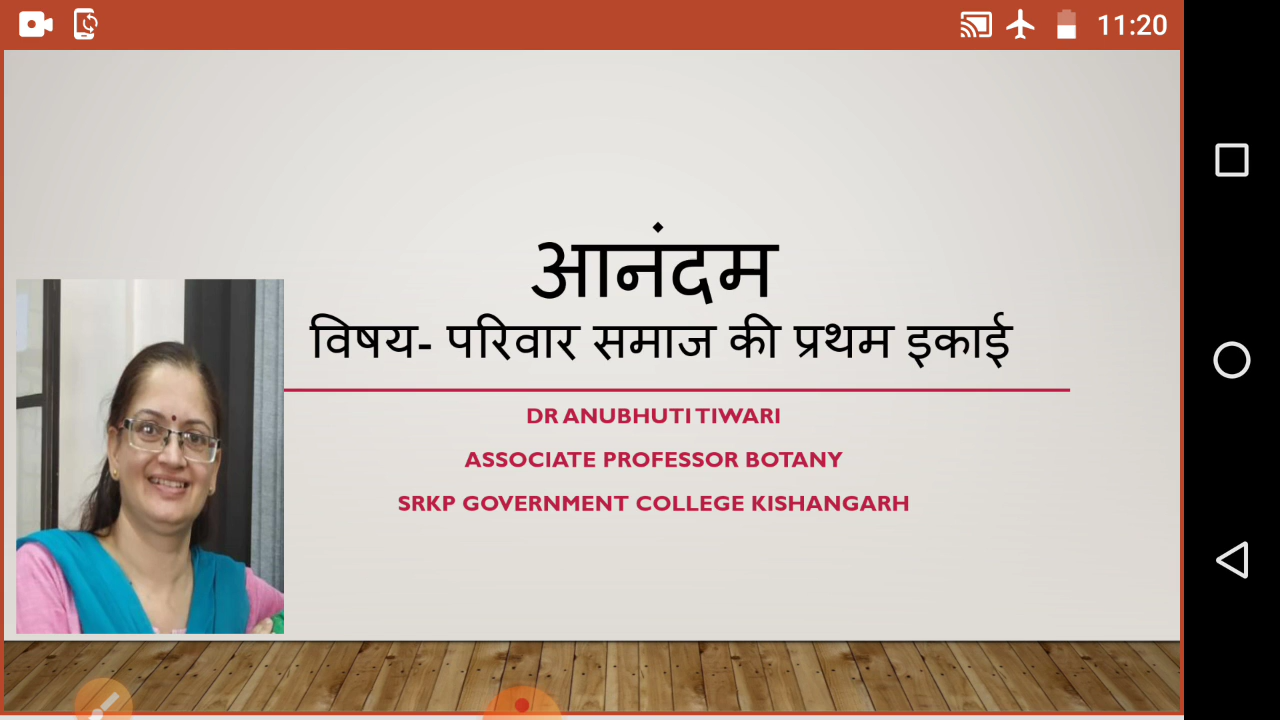 11:20
आनंदम
विषय- परिवार समाज की प्रथम इकाई
DR ANUBHUTI TIWARI
ASSOCIATE PROFESSOR BOTANY
SRKP GOVERNMENT COLLEGE KISHANGARH